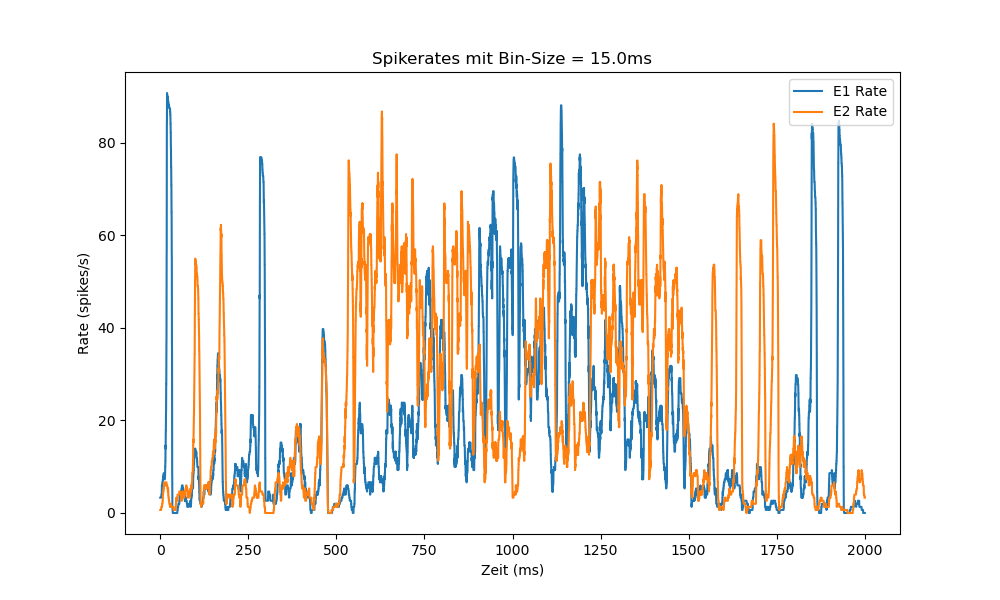 Spikerates mit Bin-Size = 15.0ms
E1 Rate
E2 Rate
Rate (spikes/s)
80
60
40
20
0
0 250 500 750 1000 1250 1500 1750 2000
Zeit (ms)